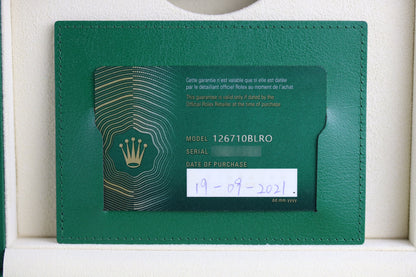 Cette garantie n'est valable que si elle est datée
par le détaillant officiel Rolex au moment de l'achat
This guarantee is valid only if dated by the
Official Rolex Retailer at the time of purchase.
MODEL 126710BLRO
SERIAL
DATE OF PURCHASE
19-09-2021.
dd.mm.yyyy